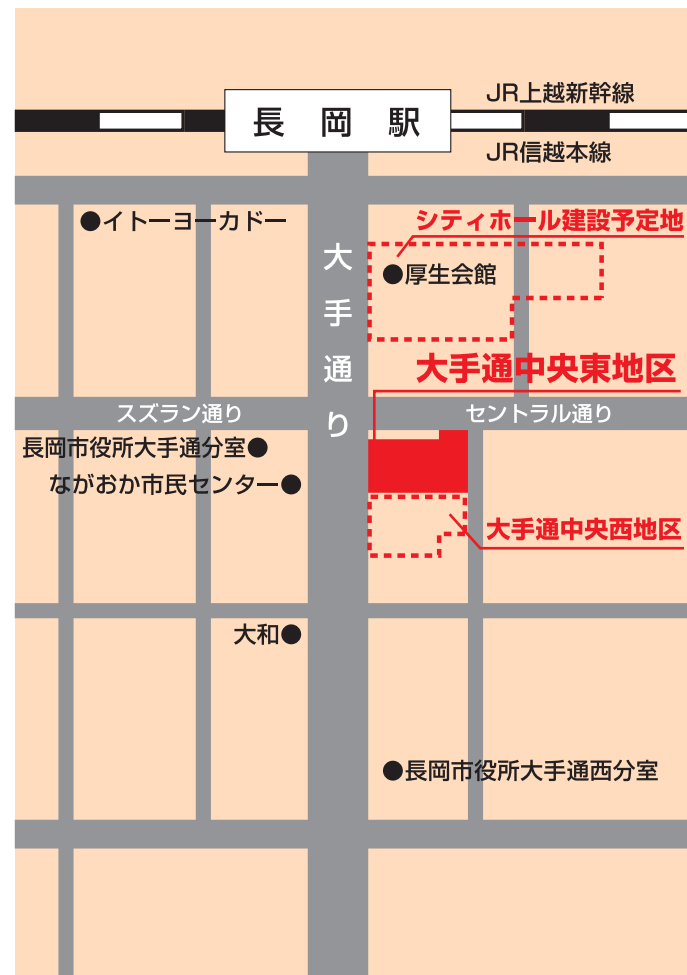 JR上越新幹線
長岡駅
JR信越本線
●イトーヨーカドー
シティホール建設予定地
大手通り
●厚生会館
大手通中央東地区
スズラン通り
セントラル通り
長岡市役所大手通分室●
ながおか市民センター●
大手通中央西地区
大和●
●長岡市役所大手通西分室